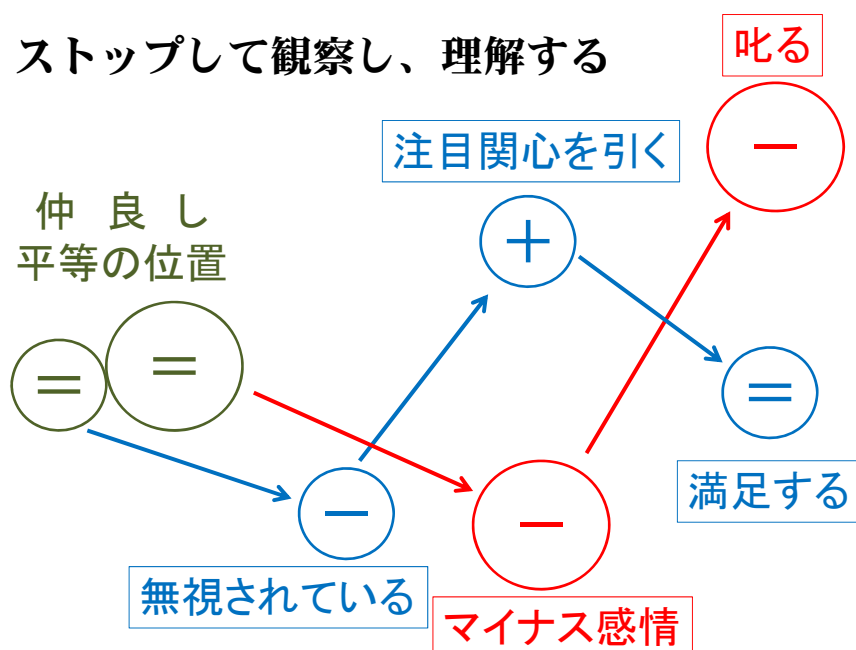 ストップして観察し、理解する
叱る
注目関心を引く
－
仲 良 し
平等の位置
＋
＝
＝
＝
満足する
－
－
無視されている
マイナス感情